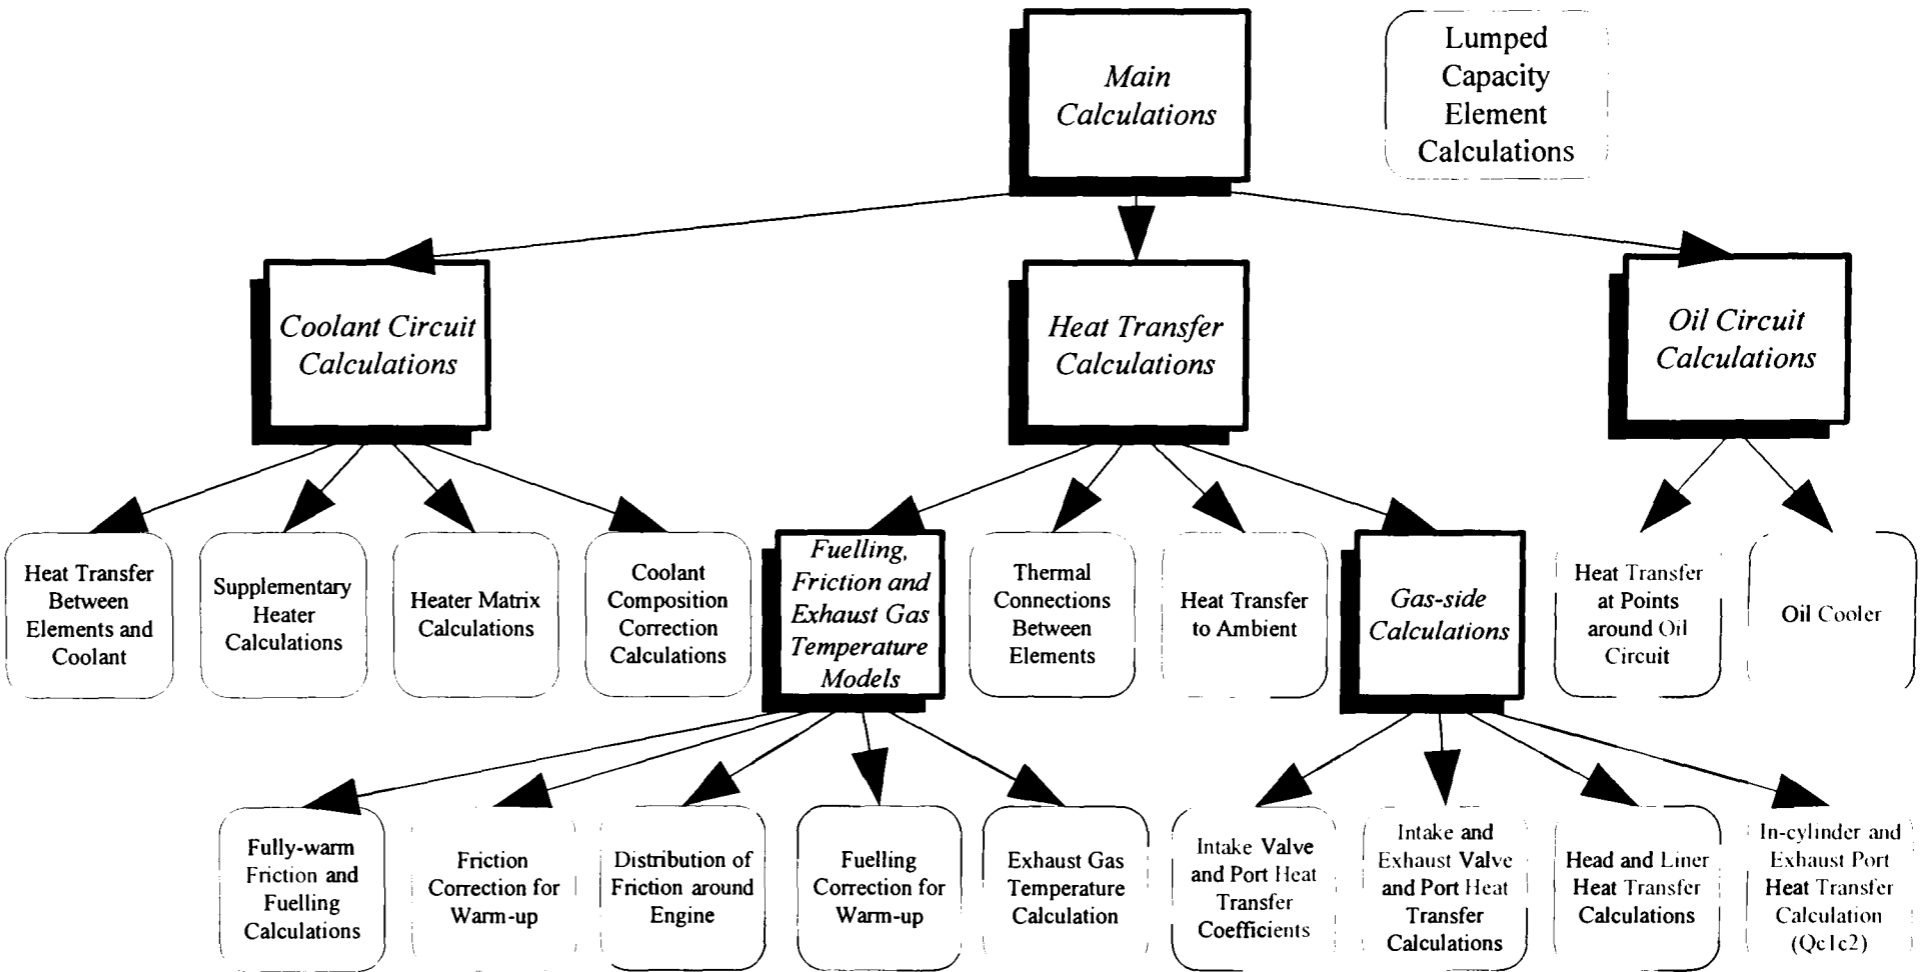 Main
Calculations
Lumped
Capacity
Element
Calculations
Coolant Circuit
Calculations
Heat Transfer
Calculations
Oil Circuit
Calculations
Heat Transfer
Between
Elements and
Coolant
Supplementary
Heater
Calculations
Heater Matrix
Calculations
Coolant
Composition
Correction
Calculations
Fuelling,
Friction and
Exhaust Gas
Temperature
Models
Thermal
Connections
Between
Elements
Heat Transfer
to Ambient
Gas-side
Calculations
Heat Transfer
at Points
around Oil
Circuit
Oil Cooler
Fully-warm
Friction and
Fuelling
Calculations
Friction
Correction for
Warm-up
Distribution of
Friction around
Engine
Fuelling
Correction for
Warm-up
Exhaust Gas
Temperature
Calculation
Intake Valve
and Port Heat
Transfer
Coefficients
Intake and
Exhaust Valve
and Port Heat
Transfer
Calculations
Head and Liner
Heat Transfer
Calculations
In-cylinder and
Exhaust Port
Heat Transfer
Calculation
(Qc1c2)